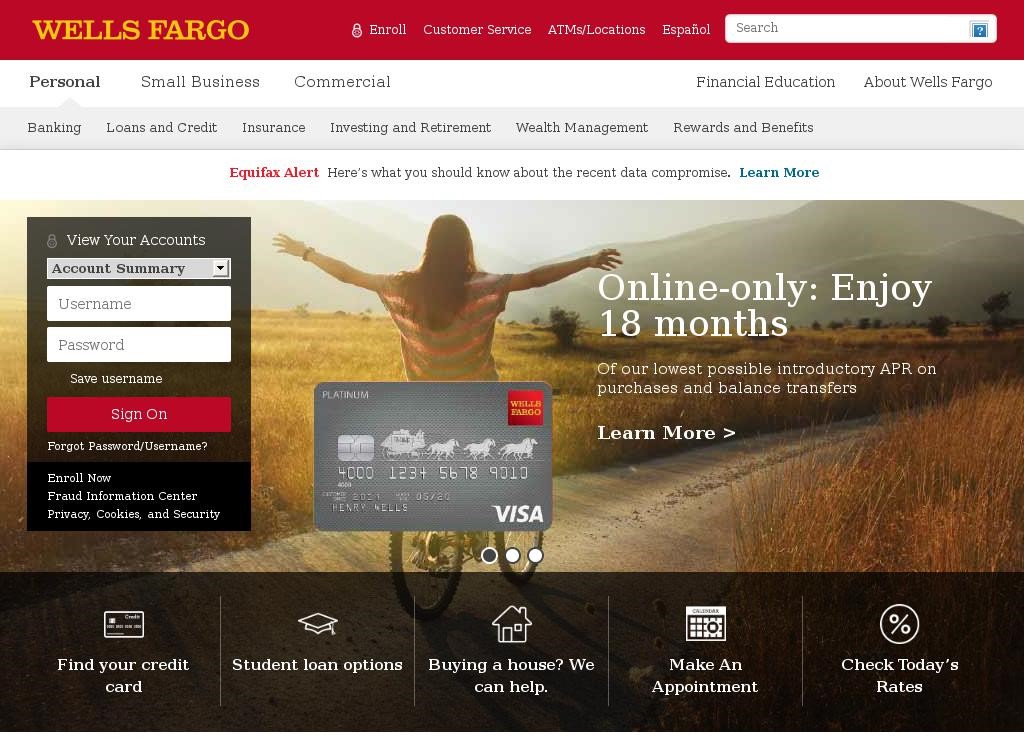 WELLS FARGO
Enroll Customer Service ATMs/Locations Español Search ?
Personal Small Business Commercial Financial Education About Wells Fargo
Banking Loans and Credit Insurance Investing and Retirement Wealth Management Rewards and Benefits
Equifax Alert Here's what you should know about the recent data compromise. Learn More
View Your Accounts
Account Summary
Username
Password
Save username
Sign On
Forgot Password/Username?
Enroll Now
Fraud Information Center
Privacy, Cookies, and Security
Online-only: Enjoy
18 months
Of our lowest possible introductory APR on
purchases and balance transfers
Learn More >
PLATINUM
WELLS
FARGO
4000 1234 5678 9010
4000
05/20
HENRY WELLS
VISA
Credit
CALENDAR
%
Find your credit
card
Student loan options
Buying a house? We
can help.
Make An
Appointment
Check Today's
Rates